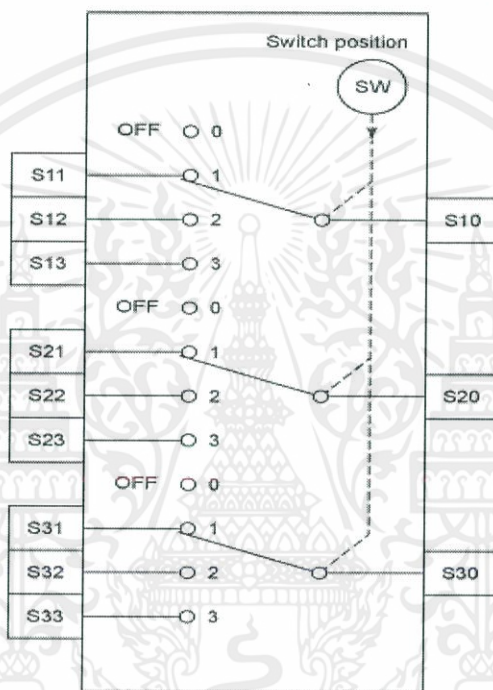 Switch position
SW
OFF 0
S11 1
S12 2 S10
S13 3
OFF 0
S21 1
S22 2 S20
S23 3
OFF 0
S31 1
S32 2 S30
S33 3